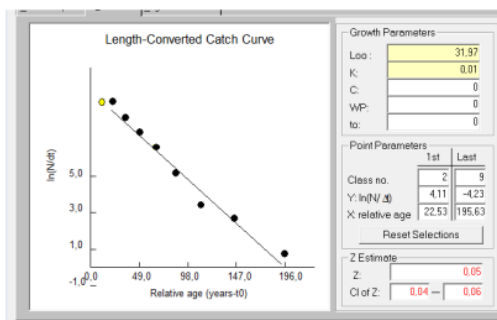 Length-Converted Catch Curve
ln(N/dt)
5,0
3,0
1,0
-1,0
0,0
49,0
98,0
147,0
196,0
Relative age (years-t0)
Growth Parameters
Loo :
31,97
K:
0,01
C:
0
WP:
0
to:
0
Point Parameters
1st
Last
Class no.
2
9
Y: ln(N/Δt)
4,11
-4,23
X: relative age
22,53
195,63
Reset Selections
Z Estimate
Z:
0,05
CI of Z:
0,04
—
0,06